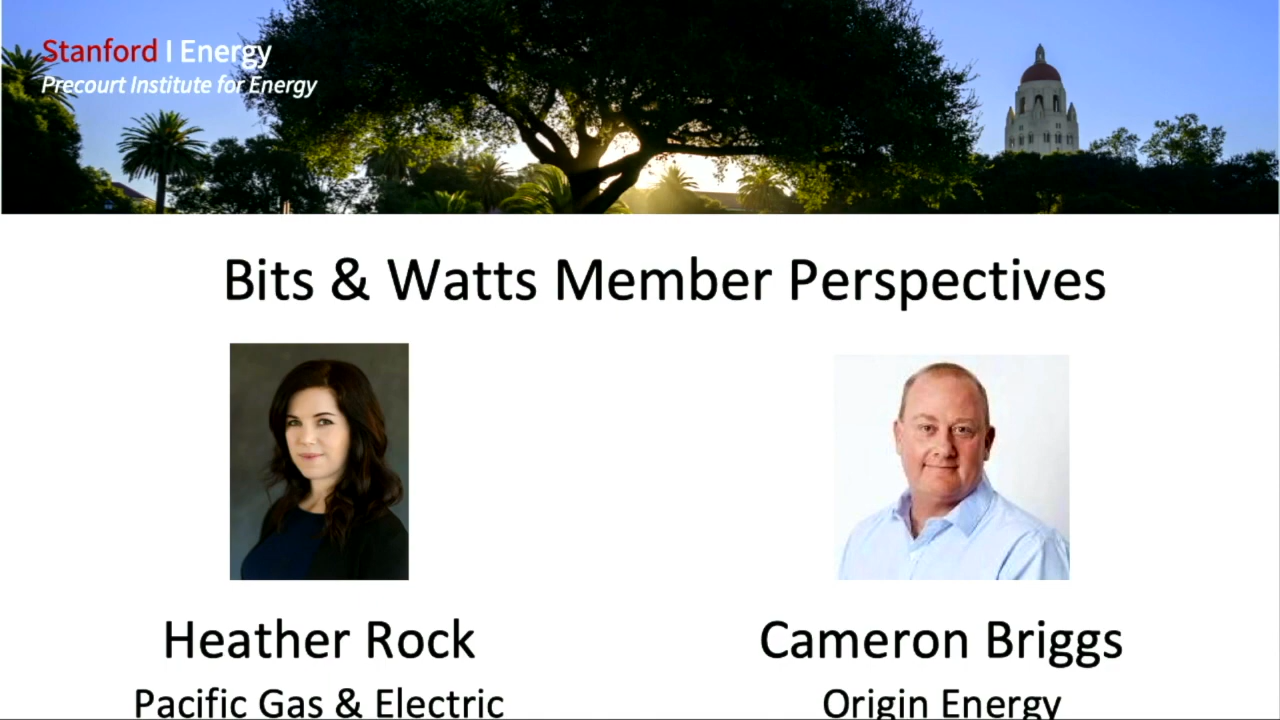 Stanford | Energy
Precourt Institute for Energy
Bits & Watts Member Perspectives
Heather Rock
Cameron Briggs
Pacific Gas & Electric
Origin Energy